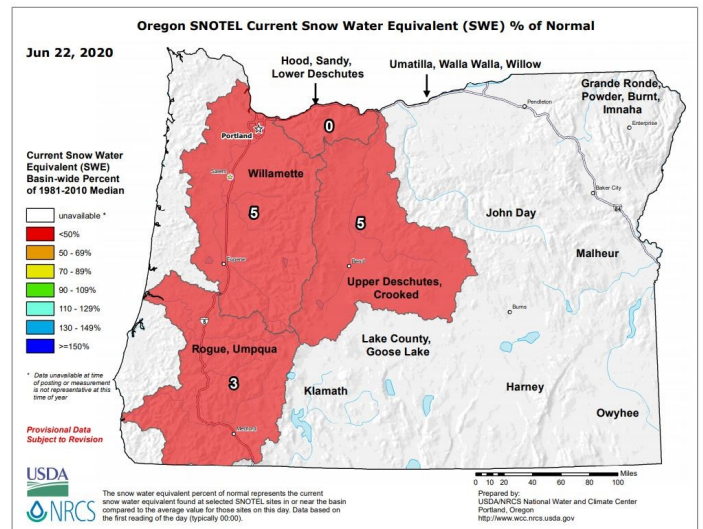 Oregon SNOTEL Current Snow Water Equivalent (SWE) % of Normal
Jun 22, 2020
Hood, Sandy,
Lower Deschutes
Umatilla, Walla Walla, Willow
Grande Ronde,
Powder, Burnt,
Imnaha
Pendleton
Enterprise
Portland
0
Current Snow Water
Equivalent (SWE)
Basin-wide Percent
of 1981-2010 Median
unavailable *
<50%
50 - 69%
70 - 89%
90 - 109%
110 - 129%
130 - 149%
>=150%
* Data unavailable at time
of posting or measurement
is not representative at this
time of year
Provisional Data
Subject to Revision
Salem
Willamette
5
5
Baker City
84
John Day
Malheur
Eugene
Bend
Upper Deschutes,
Crooked
Burns
5
Rogue, Umpqua
3
Lake County,
Goose Lake
Klamath
Harney
Owyhee
Medford
USDA
NRCS
The snow water equivalent percent of normal represents the current
snow water equivalent found at selected SNOTEL sites in or near the basin
compared to the average value for those sites on this day. Data based on
the first reading of the day (typically 00:00).
Miles
0 10 20 40 60 80 100
Prepared by:
USDA/NRCS National Water and Climate Center
Portland, Oregon
http://www.wcc.nrcs.usda.gov